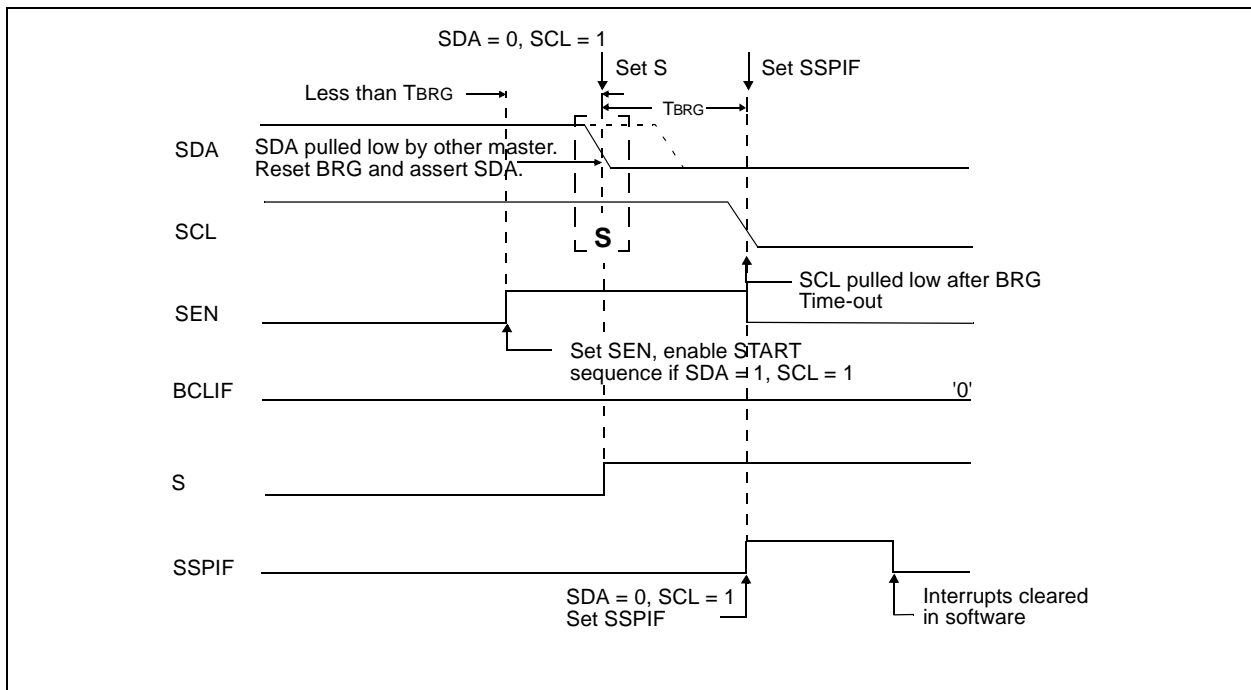 SDA = 0, SCL = 1
Set S
Set SSPIF
Less than TBRG
TBRG
SDA
SDA pulled low by other master.
Reset BRG and assert SDA.
SCL
S
SCL pulled low after BRG
Time-out
SEN
Set SEN, enable START
sequence if SDA = 1, SCL = 1
BCLIF
'0'
S
SSPIF
SDA = 0, SCL = 1
Set SSPIF
Interrupts cleared
in software